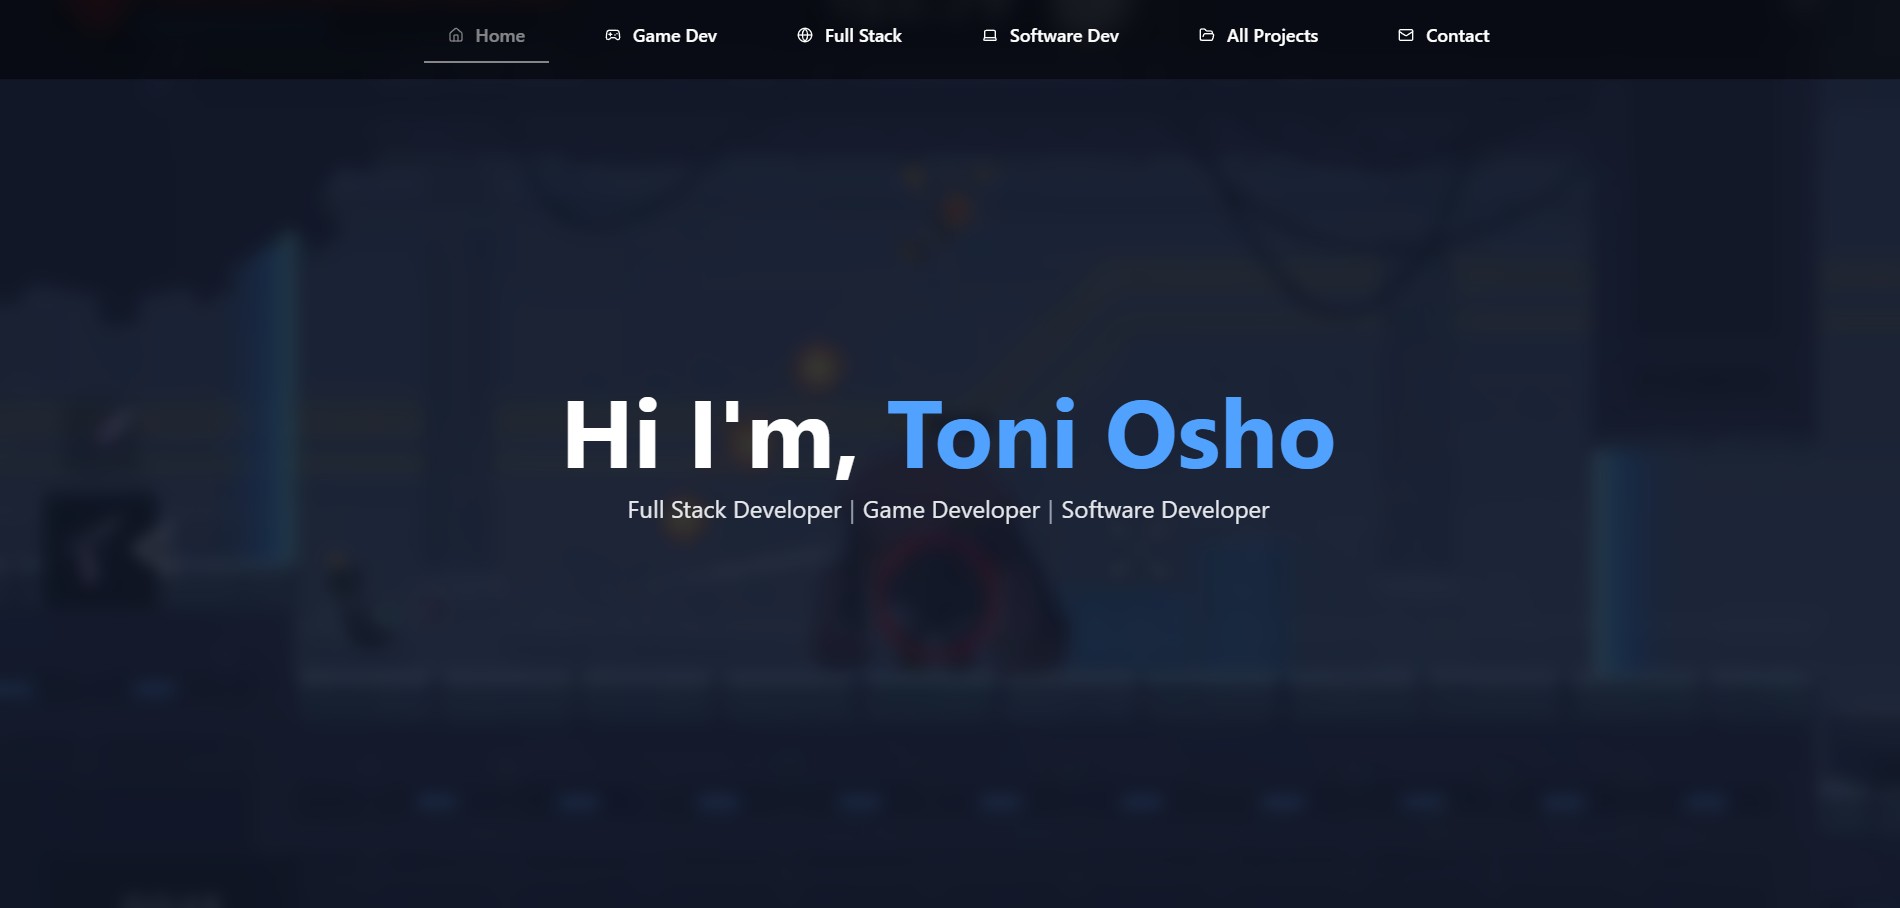 Home Game Dev Full Stack Software Dev All Projects Contact
Hi I'm, Toni Osho
Full Stack Developer | Game Developer | Software Developer